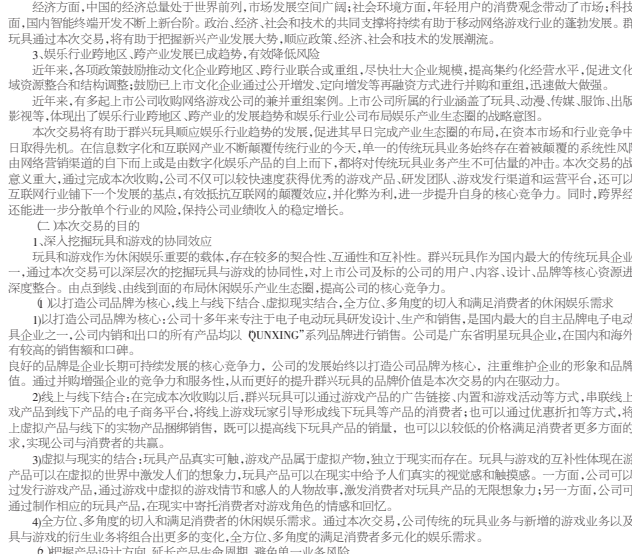 经济方面,中国的经济总量处于世界前列,市场发展空间广阔;社会环境方面,年轻用户的消费观念带动了市场;科技
面,国内智能终端开发不断上新台阶。政治、经济、社会和技术的共同支撑将持续有助于移动网络游戏行业的蓬勃发展。群
玩具通过本次交易,将有助于把握新兴产业发展大势,顺应政策、经济、社会和技术的发展潮流。
3、娱乐行业跨地区、跨产业发展已成趋势,有效降低风险
近年来,各项政策鼓励推动文化企业跨地区、跨行业联合或重组,尽快壮大企业规模,提高集约化经营水平,促进文化
域资源整合和结构调整;鼓励已上市文化企业通过公开增发、定向增发等再融资方式进行并购和重组,迅速做大做强。
近年来,有多起上市公司收购网络游戏公司的兼并重组案例。上市公司所属的行业涵盖了玩具、动漫、传媒、服饰、出版
影视等,体现出了娱乐行业跨地区、跨产业的发展趋势和娱乐行业公司布局娱乐产业生态圈的战略意图。
本次交易将有助于群兴玩具顺应娱乐行业趋势的发展,促进其早日完成产业生态圈的布局,在资本市场和行业竞争中
日取得先机。在信息数字化和互联网产业不断颠覆传统行业的今天,单一的传统玩具业务始终存在着被颠覆的系统性风险
由网络营销渠道的自下而上或是由数字化娱乐产品的自上而下,都将对传统玩具业务产生不可估量的冲击。本次交易的战
意义重大,通过完成本次收购,公司不仅可以较快速度获得优秀的游戏产品、研发团队、游戏发行渠道和运营平台,还可以
互联网行业铺下一个发展的基点,有效抵抗互联网的颠覆效应,并化弊为利,进一步提升自身的核心竞争力。同时,跨界经
还能进一步分散单个行业的风险,保持公司业绩收入的稳定增长。
(二)本次交易的目的
1、深入挖掘玩具和游戏的协同效应
玩具和游戏作为休闲娱乐重要的载体,存在较多的契合性、互通性和互补性。群兴玩具作为国内最大的传统玩具企业
一,通过本次交易可以深层次的挖掘玩具与游戏的协同性,对上市公司及标的公司的用户、内容、设计、品牌等核心资源进
深度整合。由点到线、由线到面的布局休闲娱乐产业生态圈,提高公司的核心竞争力。
(1)以打造公司品牌为核心,线上与线下结合、虚拟现实结合,全方位、多角度的切入和满足消费者的休闲娱乐需求
1)以打造公司品牌为核心:公司十多年来专注于电子电动玩具研发设计、生产和销售,是国内最大的自主品牌电子电动
具企业之一,公司内销和出口的所有产品均以“QUNXING”系列品牌进行销售。公司是广东省明星玩具企业,在国内和海外
有较高的销售额和口碑。
良好的品牌是企业长期可持续发展的核心竞争力,公司的发展始终以打造公司品牌为核心,注重维护企业的形象和品牌
值。通过并购增强企业的竞争力和服务性,从而更好的提升群兴玩具的品牌价值是本次交易的内在驱动力。
2)线上与线下结合:在完成本次收购以后,群兴玩具可以通过游戏产品的广告链接、内置和游戏活动等方式,串联线上
戏产品到线下产品的电子商务平台,将线上游戏玩家引导形成线下玩具等产品的消费者;也可以通过优惠折扣等方式,将
上虚拟产品与线下的实物产品捆绑销售,既可以提高线下玩具产品的销量,也可以以较低的价格满足消费者更多方面的
求,实现公司与消费者的共赢。
3)虚拟与现实的结合:玩具产品真实可触,游戏产品属于虚拟产物,独立于现实而存在。玩具与游戏的互补性体现在游
产品可以在虚拟的世界中激发人们的想象力,玩具产品可以在现实中给予人们真实的视觉感和触摸感。一方面,公司可以
过发行游戏产品,通过游戏中虚拟的游戏情节和感人的人物故事,激发消费者对玩具产品的无限想象力;另一方面,公司可
通过制作相应的玩具产品,在现实中寄托消费者对游戏角色的情感和回忆。
4)全方位、多角度的切入和满足消费者的休闲娱乐需求。通过本次交易,公司传统的玩具业务与新增的游戏业务以及
具与游戏的衍生业务将组合出更多的变化,全方位、多角度的满足消费者多元化的娱乐需求。
(2)把握产品设计方向,延长产品生命周期,避免单一业务风险